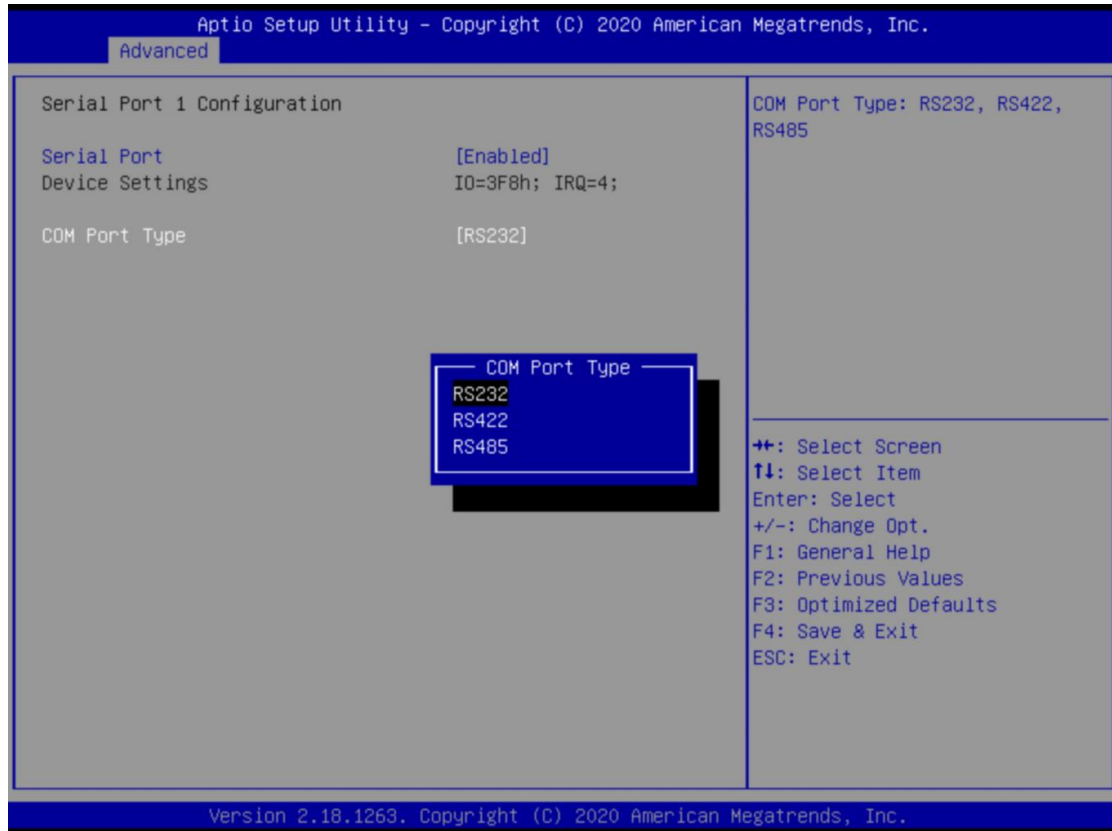 Aptio Setup Utility – Copyright (C) 2020 American Megatrends, Inc.
Advanced
Serial Port 1 Configuration
Serial Port [Enabled]
Device Settings IO=3F8h; IRQ=4;
COM Port Type [RS232]
COM Port Type
RS232
RS422
RS485
COM Port Type: RS232, RS422,
RS485
→←: Select Screen
↑↓: Select Item
Enter: Select
+/-: Change Opt.
F1: General Help
F2: Previous Values
F3: Optimized Defaults
F4: Save & Exit
ESC: Exit
Version 2.18.1263. Copyright (C) 2020 American Megatrends, Inc.